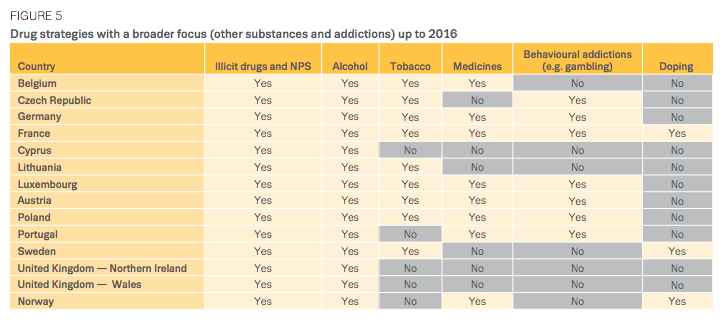 FIGURE 5
Drug strategies with a broader focus (other substances and addictions) up to 2016
Country Illicit drugs and NPS Alcohol Tobacco Medicines Behavioural addictions (e.g. gambling) Doping
Belgium Yes Yes Yes Yes No No
Czech Republic Yes Yes Yes No Yes No
Germany Yes Yes Yes Yes Yes No
France Yes Yes Yes Yes Yes Yes
Cyprus Yes Yes No No No No
Lithuania Yes Yes Yes No No No
Luxembourg Yes Yes Yes Yes Yes No
Austria Yes Yes Yes Yes Yes No
Poland Yes Yes Yes Yes Yes No
Portugal Yes Yes No Yes Yes No
Sweden Yes Yes Yes No No Yes
United Kingdom — Northern Ireland Yes Yes No No No No
United Kingdom — Wales Yes Yes No No No No
Norway Yes Yes No Yes No Yes